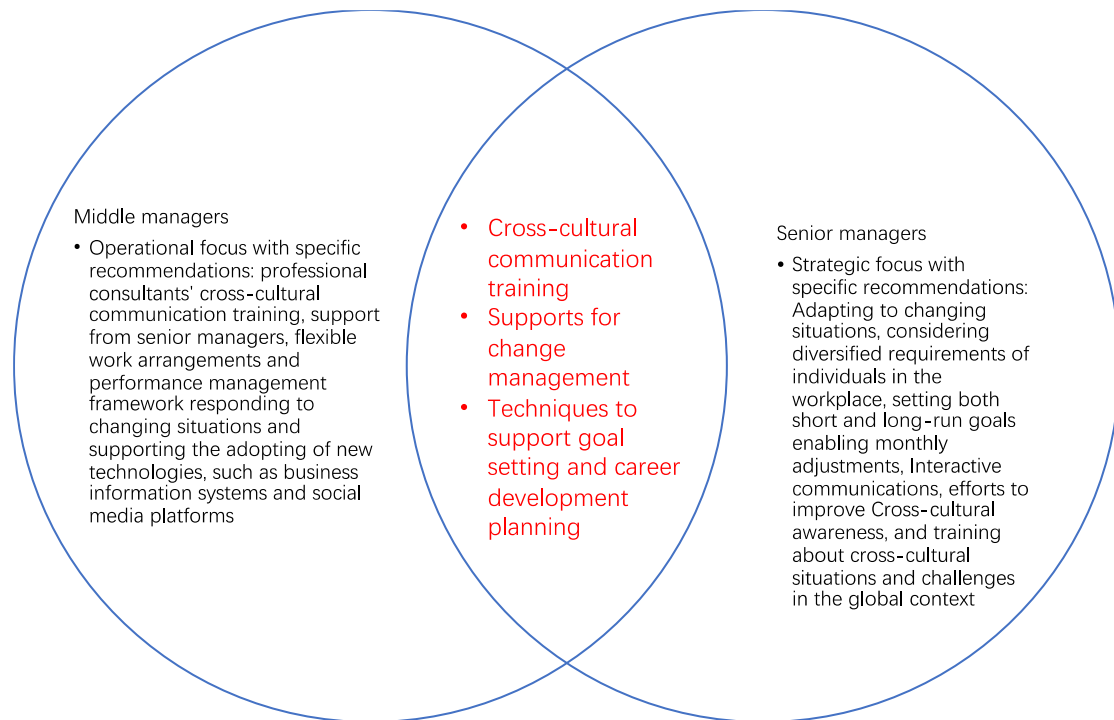 Middle managers
• Operational focus with specific
recommendations: professional
consultants' cross-cultural
communication training, support
from senior managers, flexible
work arrangements and
performance management
framework responding to
changing situations and
supporting the adopting of new
technologies, such as business
information systems and social
media platforms
• Cross-cultural
communication
training
• Supports for
change
management
• Techniques to
support goal
setting and career
development
planning
Senior managers
• Strategic focus with
specific recommendations:
Adapting to changing
situations, considering
diversified requirements of
individuals in the
workplace, setting both
short and long-run goals
enabling monthly
adjustments, Interactive
communications, efforts to
improve Cross-cultural
awareness, and training
about cross-cultural
situations and challenges
in the global context